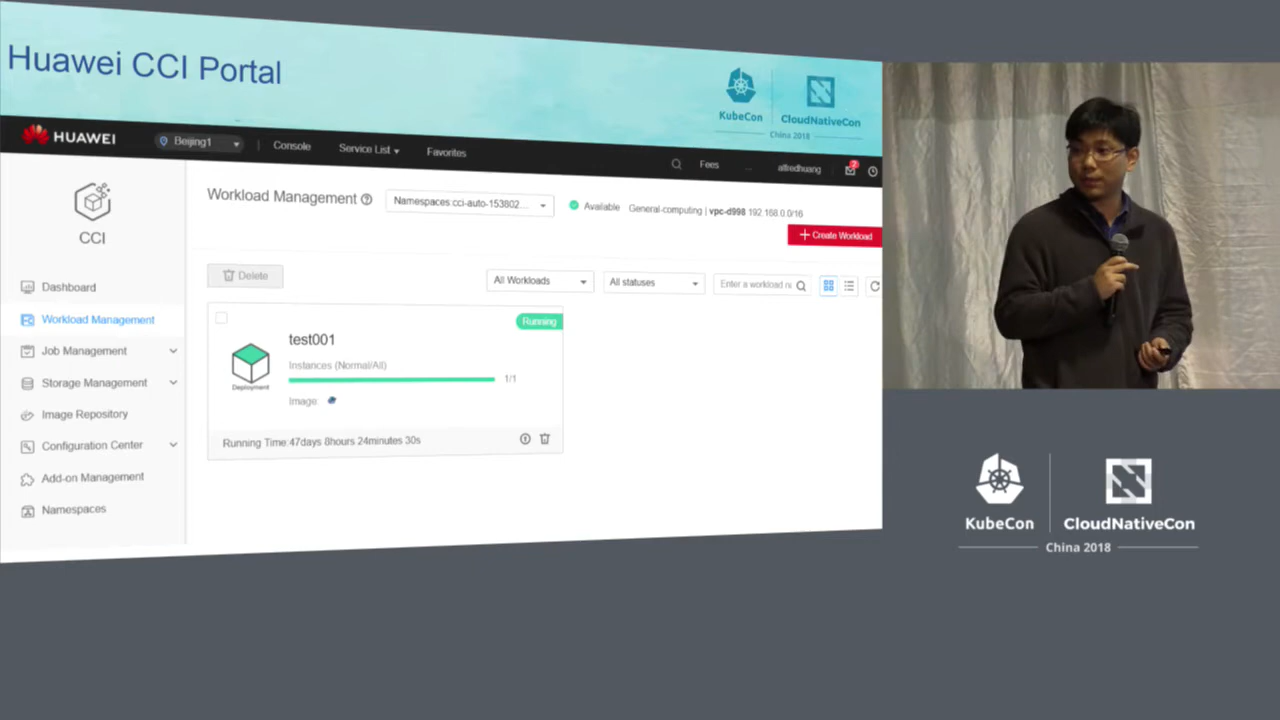 Huawei CCI Portal
KubeCon
CloudNativeCon
China 2018
HUAWEI
Beijing1
Console
Service List
Favorites
Fees
...
alfredhuang
2
CCI
Workload Management
Namespaces:cci-auto-153802...
Available
General-computing | vpc-d998 192.168.0.0/16
Create Workload
Dashboard
Workload Management
Job Management
Storage Management
Image Repository
Configuration Center
Add-on Management
Namespaces
Delete
All Workloads
All statuses
Enter a workload
Running
test001
Deployment
Instances (Normal/All)
1/1
Image:
Running Time:47days 8hours 24minutes 30s
KubeCon
CloudNativeCon
China 2018